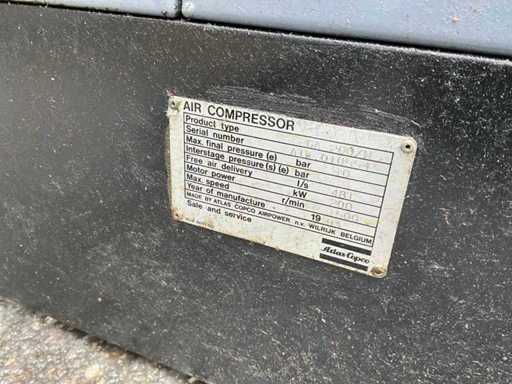 AIR COMPRESSOR
Product type
Serial number
Max. final pressure (e) bar
Interstage pressure(s) (e) bar
Free air delivery l/s
Motor power kW
Max. speed r/min
Year of manufacture 19
MADE BY ATLAS COPCO AIRPOWER n.v. WILRIJK BELGIUM
Sale and service
Atlas Copco